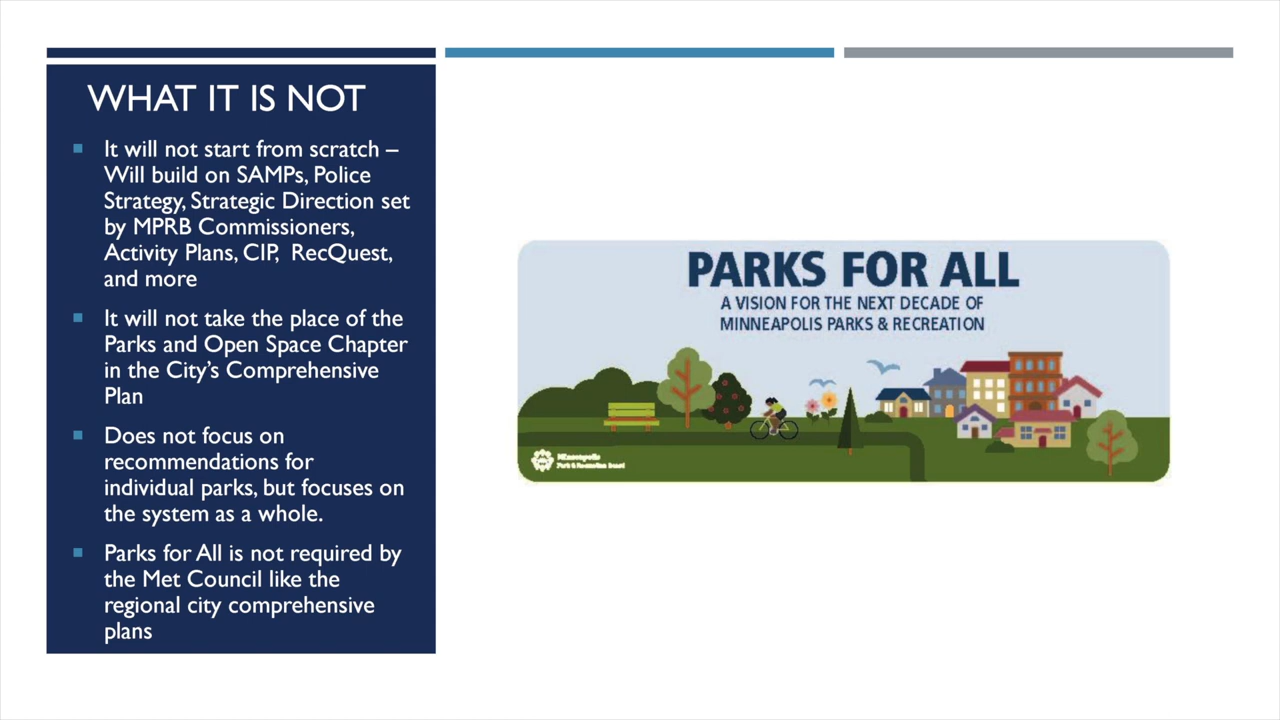 WHAT IT IS NOT
It will not start from scratch –
Will build on SAMPs, Police
Strategy, Strategic Direction set
by MPRB Commissioners,
Activity Plans, CIP,  RecQuest,
and more
It will not take the place of the
Parks and Open Space Chapter
in the City’s Comprehensive
Plan
Does not focus on
recommendations for
individual parks, but focuses on
the system as a whole.
Parks for All is not required by
the Met Council like the
regional city comprehensive
plans
PARKS FOR ALL
A VISION FOR THE NEXT DECADE OF
MINNEAPOLIS PARKS & RECREATION
Minneapolis
Park & Recreation Board